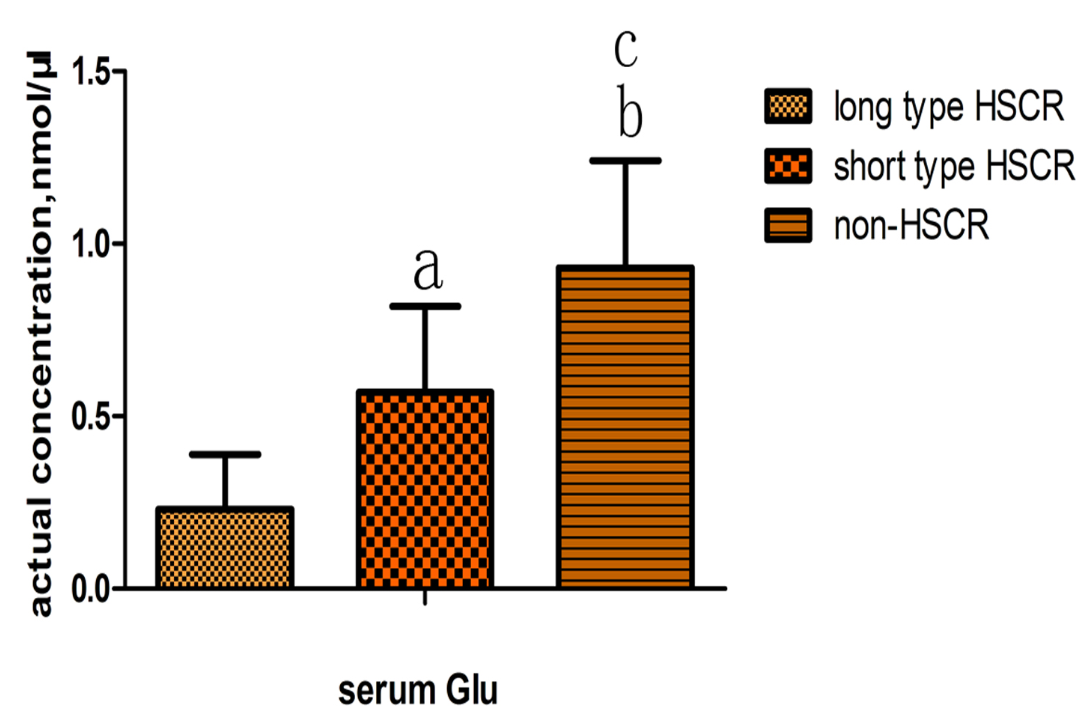 actual concentration,nmol/µl
1.5
1.0
0.5
0.0
a
c
b
serum Glu
long type HSCR
short type HSCR
non-HSCR